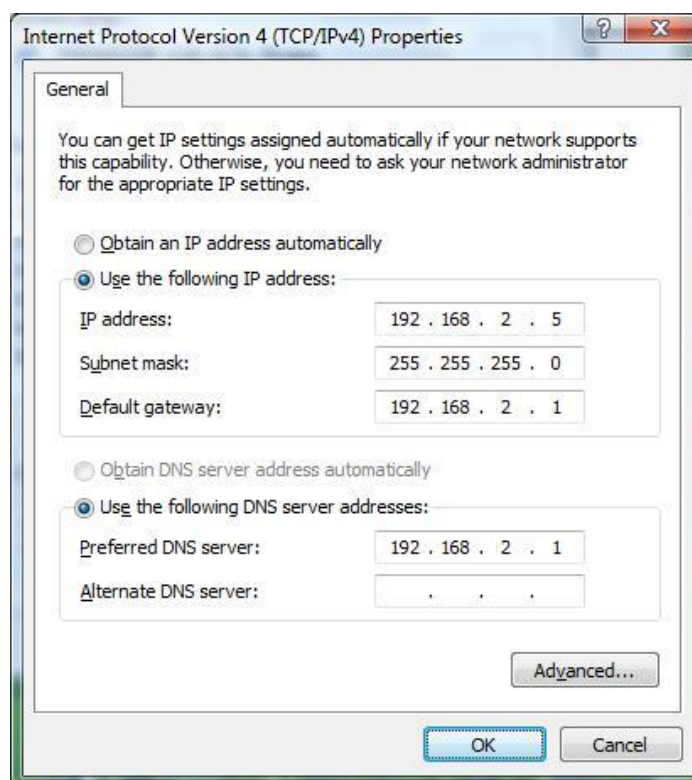 Internet Protocol Version 4 (TCP/IPv4) Properties
?
X
General
You can get IP settings assigned automatically if your network supports
this capability. Otherwise, you need to ask your network administrator
for the appropriate IP settings.
Obtain an IP address automatically
Use the following IP address:
IP address: 192 . 168 . 2 . 5
Subnet mask: 255 . 255 . 255 . 0
Default gateway: 192 . 168 . 2 . 1
Obtain DNS server address automatically
Use the following DNS server addresses:
Preferred DNS server: 192 . 168 . 2 . 1
Alternate DNS server: . . .
Advanced...
OK Cancel